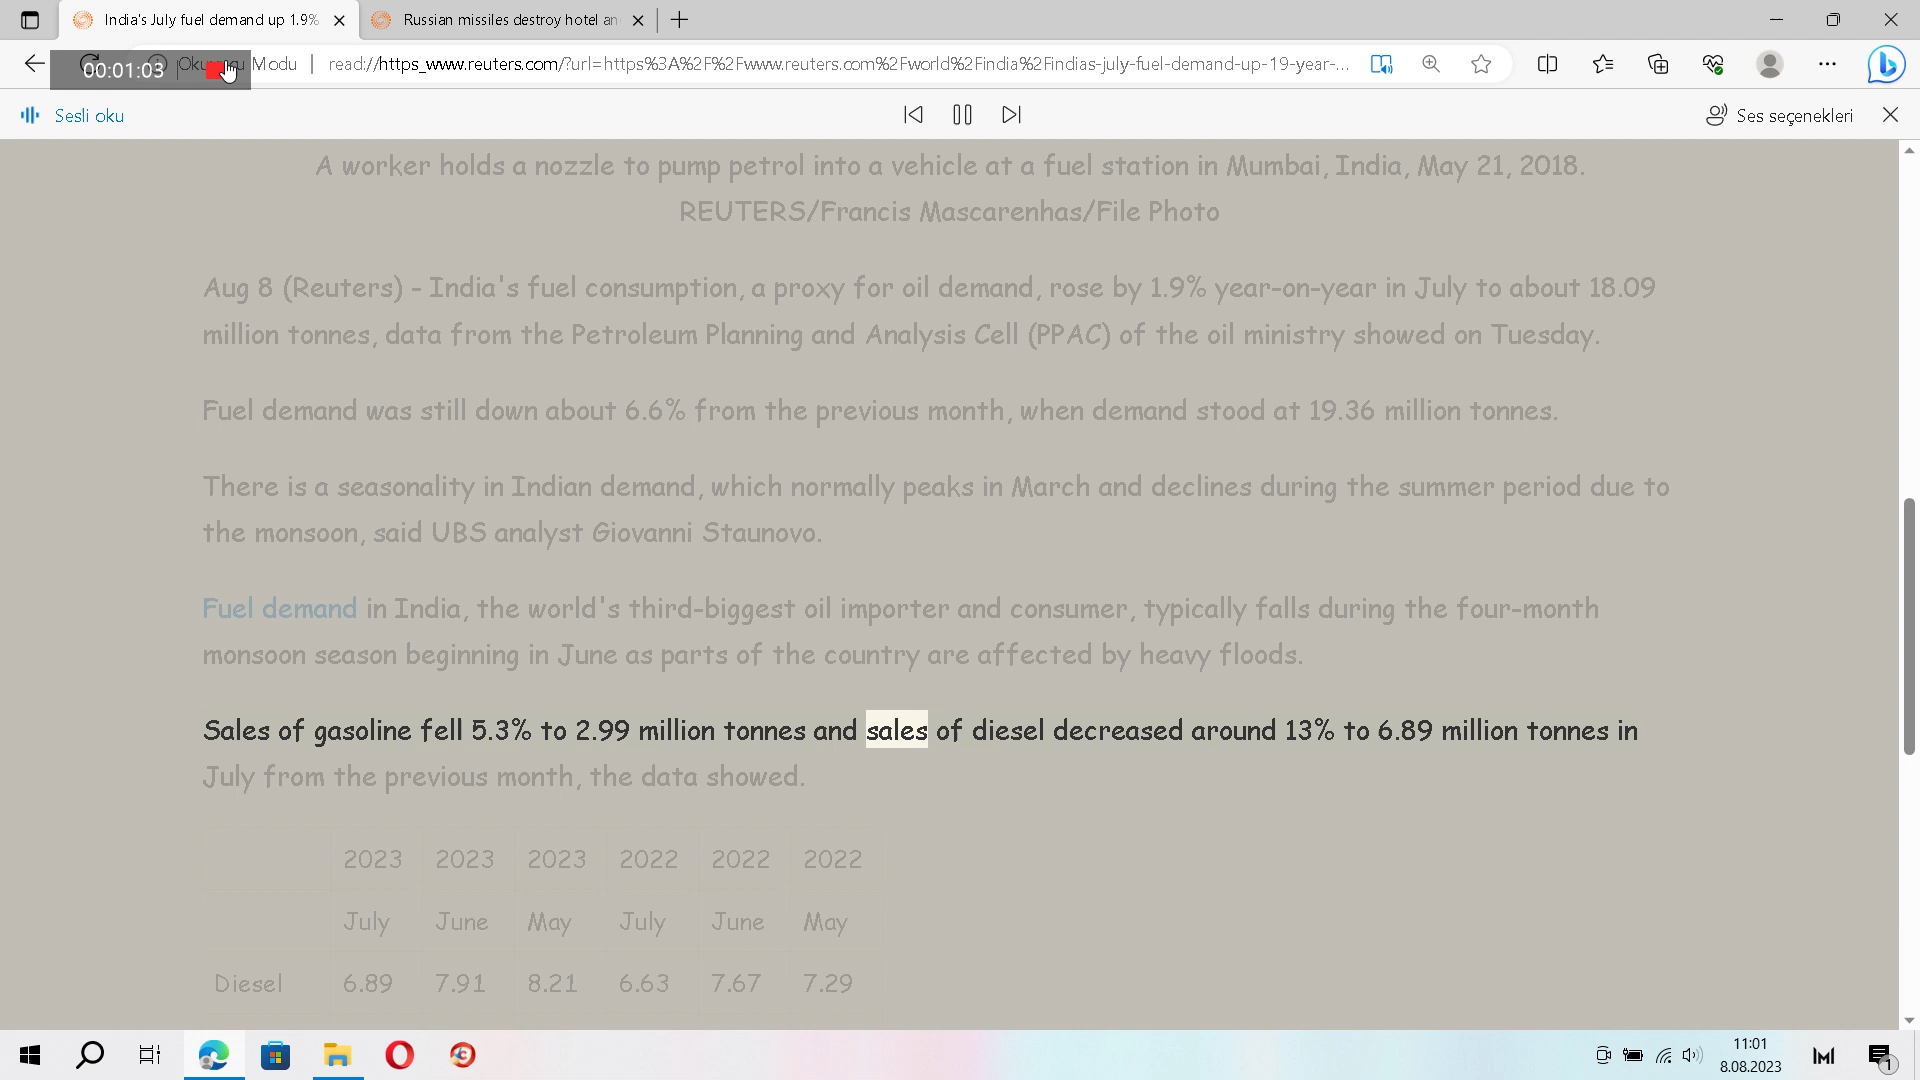 India's July fuel demand up 1.9%
Russian missiles destroy hotel an
00:01:03
Modu
read://https_www.reuters.com/?url=https%3A%2F%2Fwww.reuters.com%2Fworld%2Findia%2Findias-july-fuel-demand-up-19-year-...
Sesli oku
Ses seçenekleri
A worker holds a nozzle to pump petrol into a vehicle at a fuel station in Mumbai, India, May 21, 2018.
REUTERS/Francis Mascarenhas/File Photo
Aug 8 (Reuters) - India's fuel consumption, a proxy for oil demand, rose by 1.9% year-on-year in July to about 18.09
million tonnes, data from the Petroleum Planning and Analysis Cell (PPAC) of the oil ministry showed on Tuesday.
Fuel demand was still down about 6.6% from the previous month, when demand stood at 19.36 million tonnes.
There is a seasonality in Indian demand, which normally peaks in March and declines during the summer period due to
the monsoon, said UBS analyst Giovanni Staunovo.
Fuel demand in India, the world's third-biggest oil importer and consumer, typically falls during the four-month
monsoon season beginning in June as parts of the country are affected by heavy floods.
Sales of gasoline fell 5.3% to 2.99 million tonnes and sales of diesel decreased around 13% to 6.89 million tonnes in
July from the previous month, the data showed.
2023 2023 2023 2022 2022 2022
July June May July June May
Diesel 6.89 7.91 8.21 6.63 7.67 7.29
11:01
8.08.2023
1